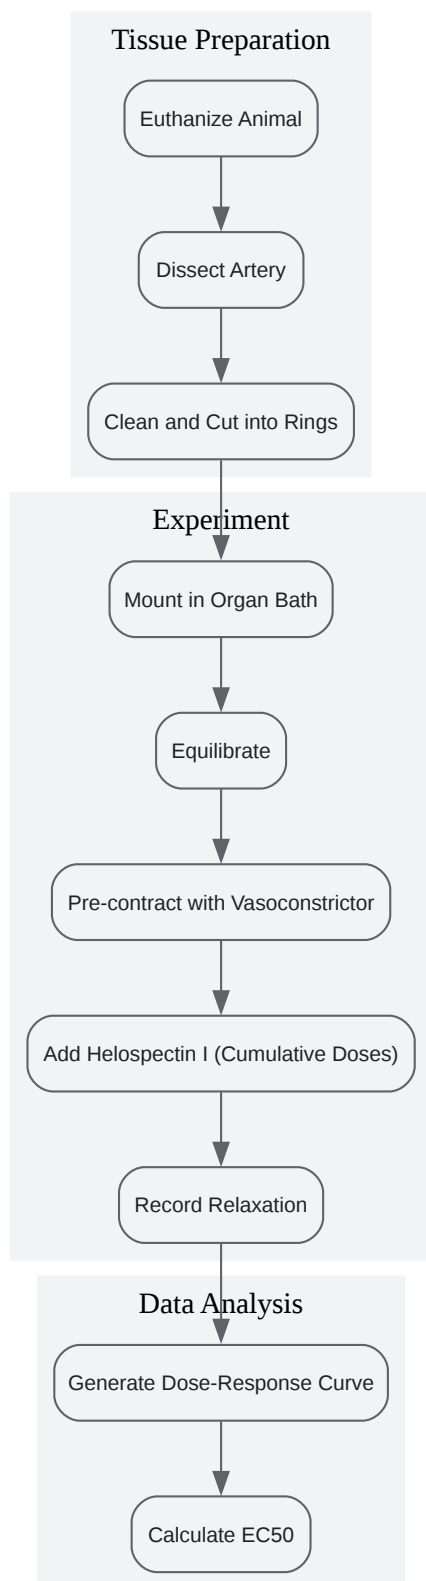 Tissue Preparation
Euthanize Animal
Dissect Artery
Clean and Cut into Rings
Experiment
Mount in Organ Bath
Equilibrate
Pre-contract with Vasoconstrictor
Add Helospectin I (Cumulative Doses)
Record Relaxation
Data Analysis
Generate Dose-Response Curve
Calculate EC50